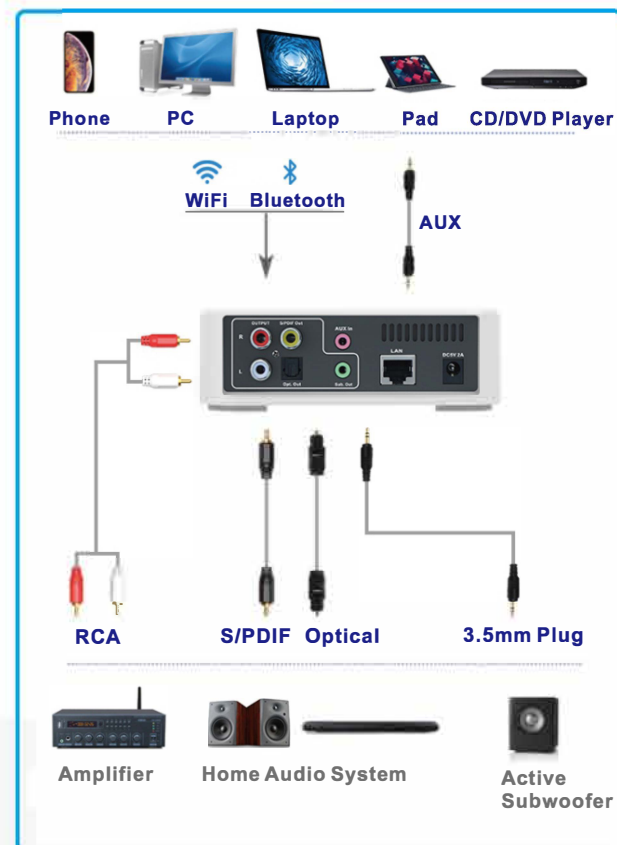 Phone PC Laptop Pad CD/DVD Player
WiFi Bluetooth
AUX
OUTPUT S/PDIF Out AUX In
R
LAN DC5V 2A
L
Opt. Out Sub. Out
RCA S/PDIF Optical 3.5mm Plug
Amplifier Home Audio System Active
Subwoofer